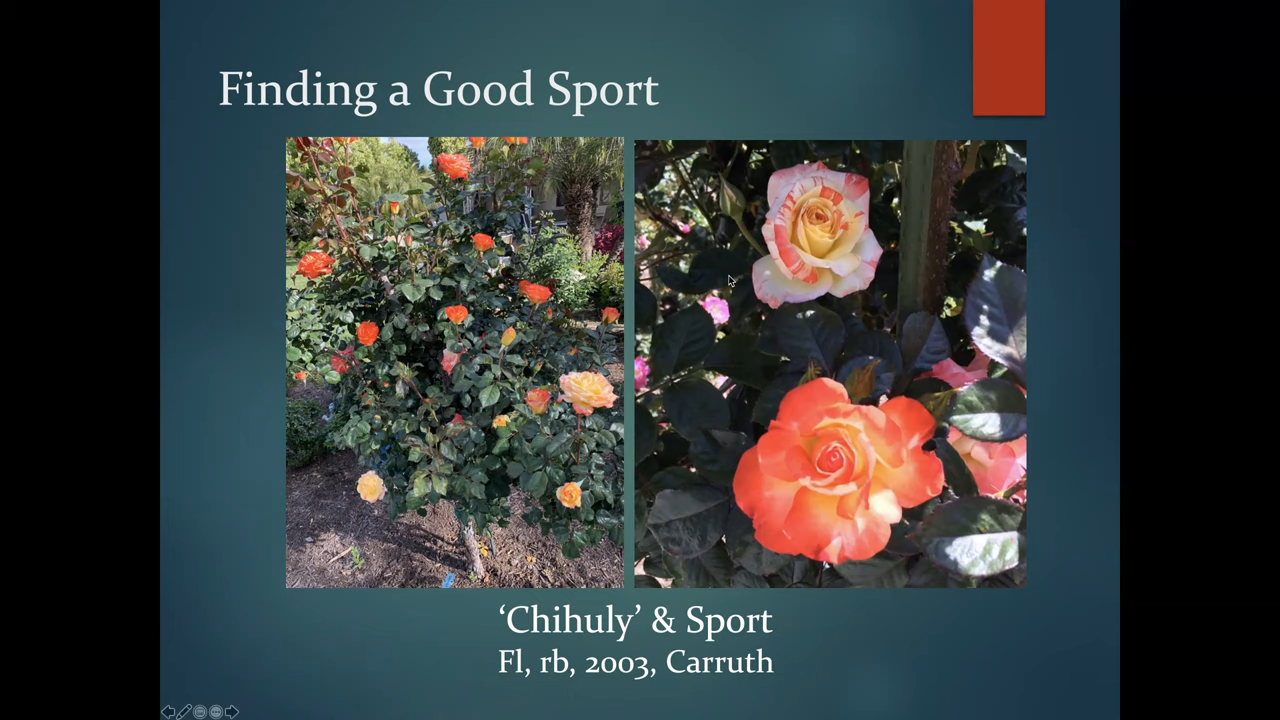 Finding a Good Sport
‘Chihuly’ & Sport
Fl, rb, 2003, Carruth